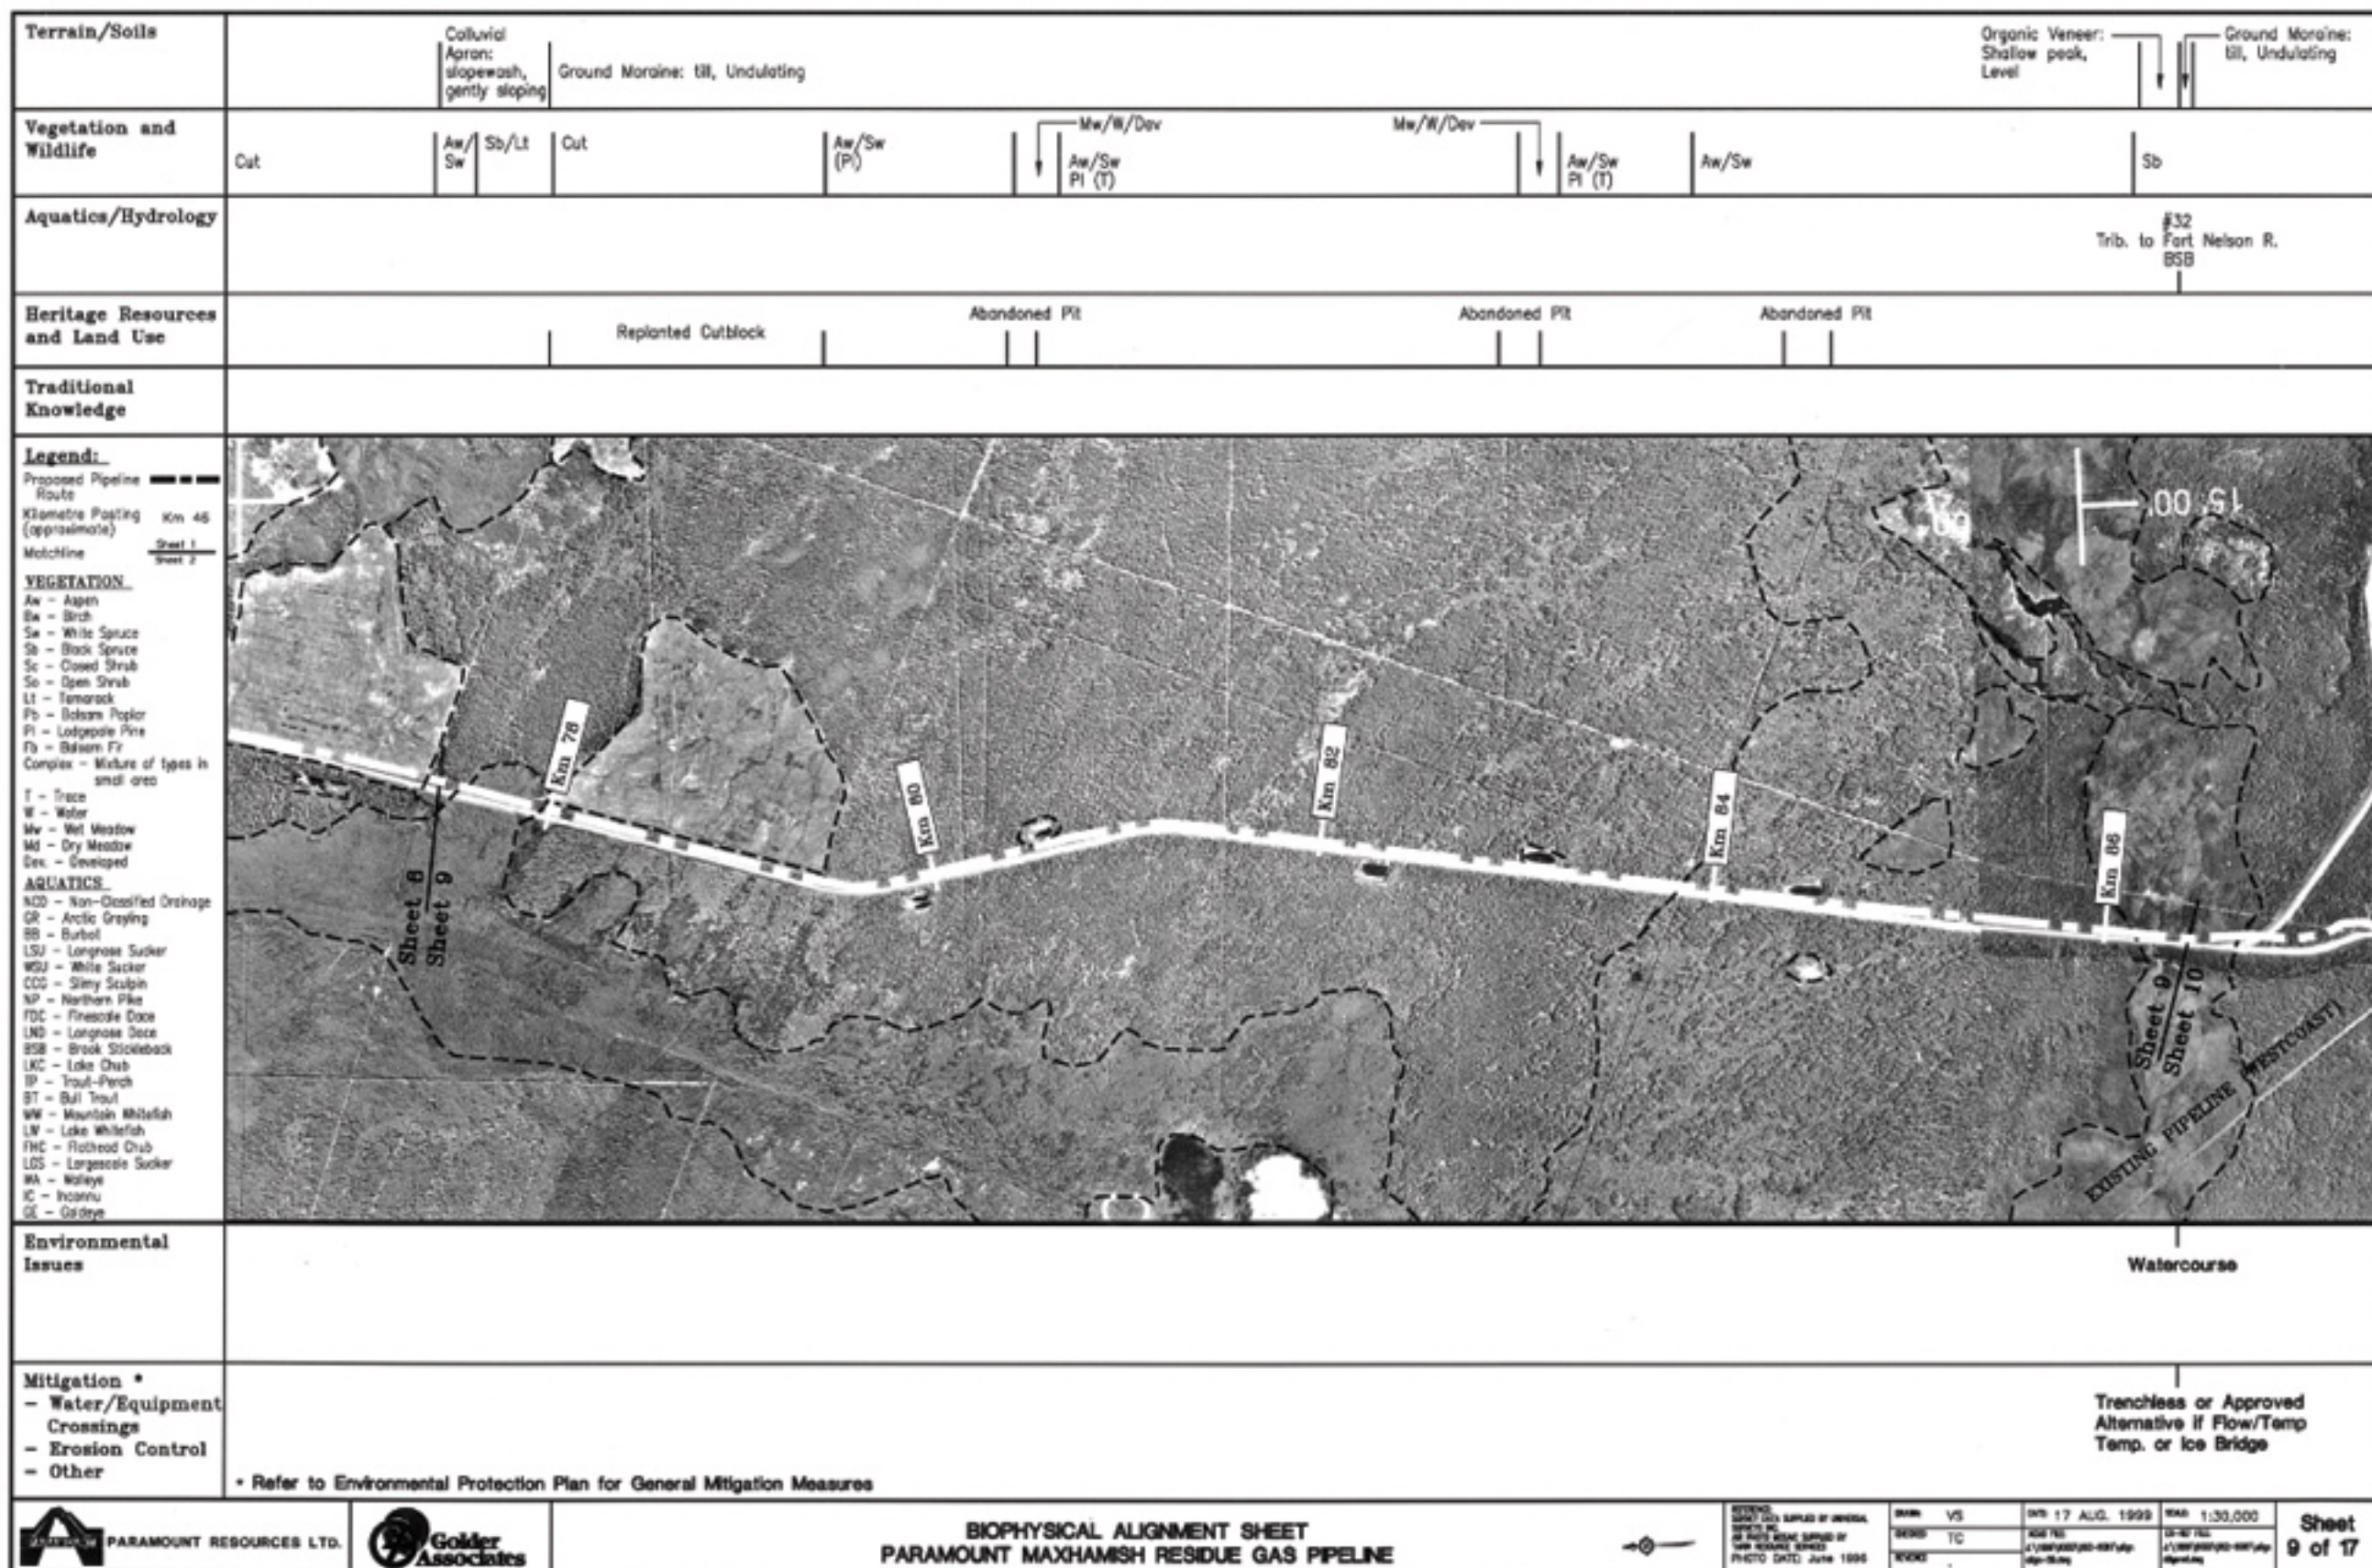 Terrain/Soils
Colluvial
Apron:
slopewash,
gently sloping
Ground Moraine: till, Undulating
Organic Veneer:
Shallow peak,
Level
Ground Moraine:
till, Undulating
Vegetation and
Wildlife
Cut
Aw/
Sw
Sb/Lt
Cut
Aw/Sw
(Pl)
Mw/W/Dev
Aw/Sw
Pl (T)
Mw/W/Dev
Aw/Sw
Pl (T)
Aw/Sw
Sb
Aquatics/Hydrology
#32
Trib. to Fort Nelson R.
BSB
Heritage Resources
and Land Use
Replanted Cutblock
Abandoned Pit
Abandoned Pit
Abandoned Pit
Traditional
Knowledge
Legend:
Proposed Pipeline
Route
Kilometre Posting
(approximate)
Km 46
Matchline
Sheet 1
Sheet 2
VEGETATION
Aw - Aspen
Bw - Birch
Sw - White Spruce
Sb - Black Spruce
Sc - Closed Shrub
So - Open Shrub
Lt - Tamarack
Pb - Balsam Poplar
Pl - Lodgepole Pine
Fb - Balsam Fir
Complex - Mixture of types in
small area
T - Trace
W - Water
Mw - Wet Meadow
Md - Dry Meadow
Dev. - Developed
AQUATICS
NCD - Non-Classified Drainage
GR - Arctic Grayling
BB - Burbot
LSU - Longnose Sucker
WSU - White Sucker
CCG - Slimy Sculpin
NP - Northern Pike
FDC - Finescale Dace
LND - Longnose Dace
BSB - Brook Stickleback
LKC - Lake Chub
TP - Trout-Perch
BT - Bull Trout
MW - Mountain Whitefish
LW - Lake Whitefish
FHC - Flathead Chub
LGS - Largescale Sucker
WA - Walleye
IC - Inconnu
GE - Goldeye
15' 00"
Km 78
Km 80
Km 82
Km 84
Km 86
Sheet 8
Sheet 9
Sheet 9
Sheet 10
EXISTING PIPELINE (WESTCOAST)
Environmental
Issues
Watercourse
Mitigation *
- Water/Equipment
Crossings
- Erosion Control
- Other
Trenchless or Approved
Alternative if Flow/Temp
Temp. or Ice Bridge
* Refer to Environmental Protection Plan for General Mitigation Measures
PARAMOUNT RESOURCES LTD.
Golder
Associates
BIOPHYSICAL ALIGNMENT SHEET
PARAMOUNT MAXHAMISH RESIDUE GAS PIPELINE
VS
TC
17 AUG. 1999
1:30,000
Sheet
9 of 17